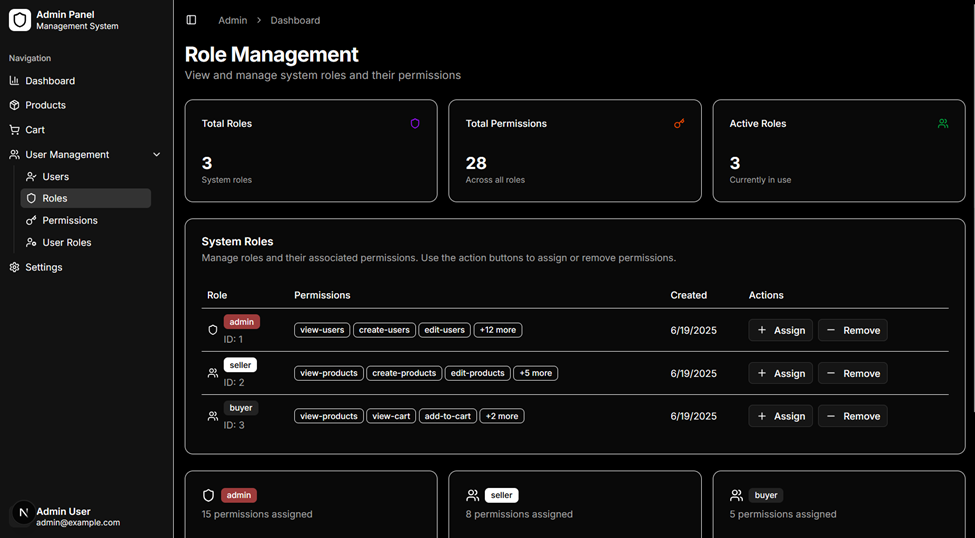 Admin Panel
Management System
Navigation
Dashboard
Products
Cart
User Management
Users
Roles
Permissions
User Roles
Settings
N
Admin User
admin@example.com
Admin > Dashboard
Role Management
View and manage system roles and their permissions
Total Roles
3
System roles
Total Permissions
28
Across all roles
Active Roles
3
Currently in use
System Roles
Manage roles and their associated permissions. Use the action buttons to assign or remove permissions.
Role Permissions Created Actions
admin
ID: 1
view-users create-users edit-users +12 more 6/19/2025 + Assign − Remove
seller
ID: 2
view-products create-products edit-products +5 more 6/19/2025 + Assign − Remove
buyer
ID: 3
view-products view-cart add-to-cart +2 more 6/19/2025 + Assign − Remove
admin
15 permissions assigned
seller
8 permissions assigned
buyer
5 permissions assigned